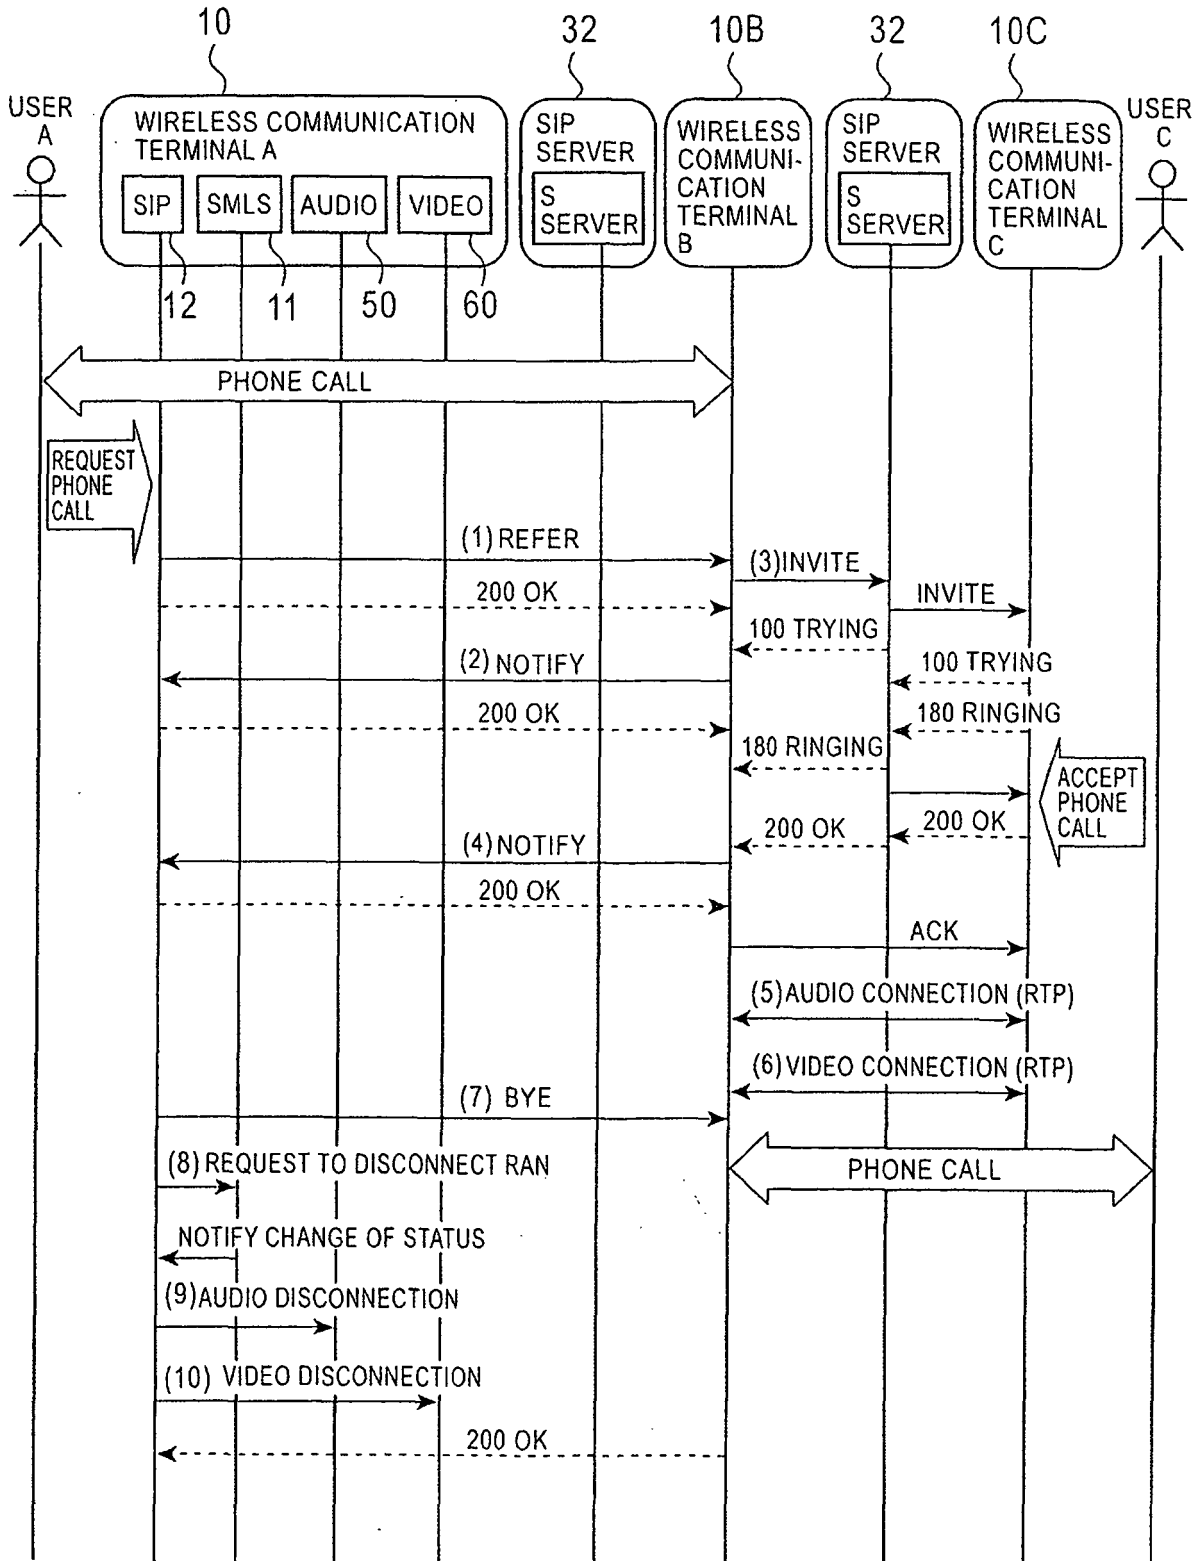 10
32
10B
32
10C
USER
A
WIRELESS COMMUNICATION
TERMINAL A
SIP
SMLS
AUDIO
VIDEO
SIP
SERVER
S
SERVER
WIRELESS
COMMUNI-
CATION
TERMINAL
B
SIP
SERVER
S
SERVER
WIRELESS
COMMUNI-
CATION
TERMINAL
C
USER
C
12
11
50
60
PHONE CALL
REQUEST
PHONE
CALL
(1) REFER
(3)INVITE
200 OK
INVITE
100 TRYING
(2) NOTIFY
100 TRYING
200 OK
180 RINGING
180 RINGING
ACCEPT
PHONE
CALL
200 OK
200 OK
(4) NOTIFY
200 OK
ACK
(5) AUDIO CONNECTION (RTP)
(6) VIDEO CONNECTION (RTP)
(7) BYE
(8) REQUEST TO DISCONNECT RAN
PHONE CALL
NOTIFY CHANGE OF STATUS
(9) AUDIO DISCONNECTION
(10) VIDEO DISCONNECTION
200 OK